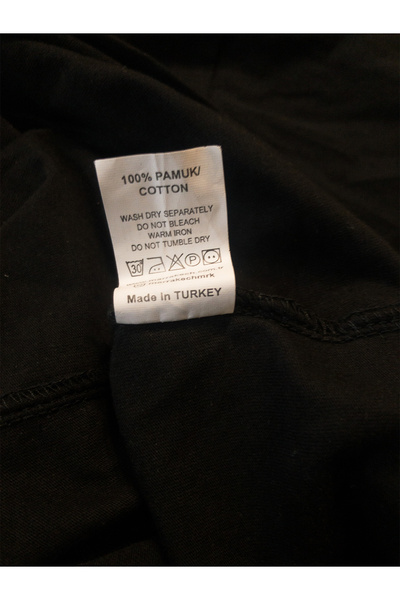 100% PAMUK/
COTTON
WASH DRY SEPARATELY
DO NOT BLEACH
WARM IRON
DO NOT TUMBLE DRY
30 P
Made in TURKEY